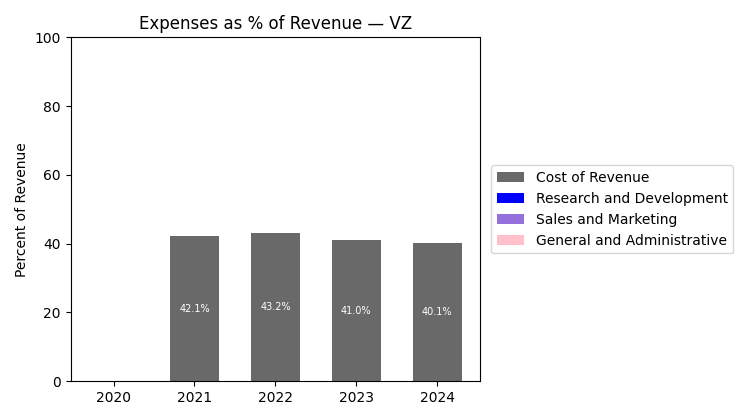 Expenses as % of Revenue — VZ
Percent of Revenue
100
80
60
40
20
0
42.1%
43.2%
41.0%
40.1%
2020
2021
2022
2023
2024
Cost of Revenue
Research and Development
Sales and Marketing
General and Administrative